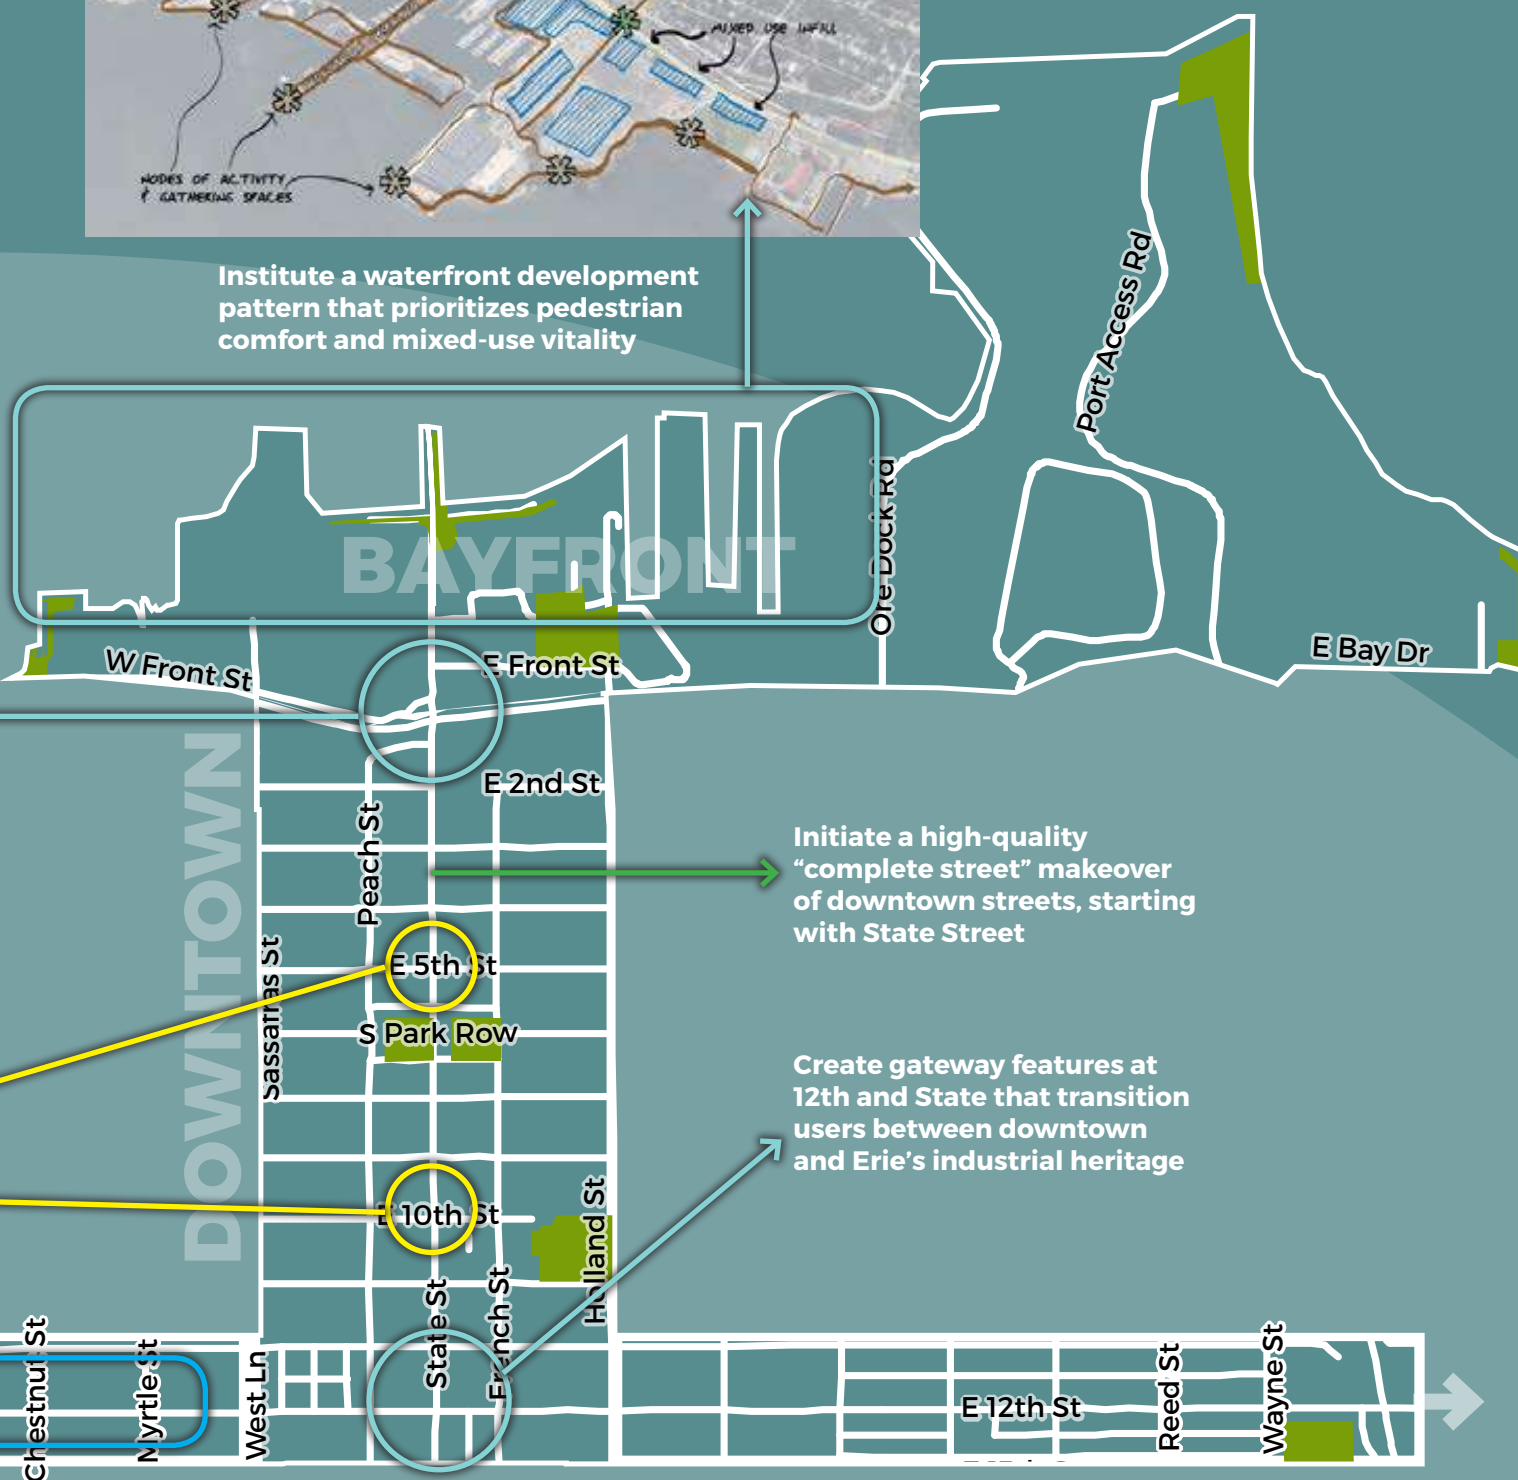 MIXED USE INFILL
NODES OF ACTIVITY
& GATHERING SPACES
Institute a waterfront development
pattern that prioritizes pedestrian
comfort and mixed-use vitality
Port Access Rd
BAYFRONT
Ore Dock Rd
W Front St
E Front St
E Bay Dr
DOWNTOWN
E 2nd St
Peach St
Initiate a high-quality
“complete street” makeover
of downtown streets, starting
with State Street
Sassafras St
E 5th St
S Park Row
Create gateway features at
12th and State that transition
users between downtown
and Erie’s industrial heritage
E 10th St
Holland St
State St
French St
Chestnut St
Myrtle St
West Ln
E 12th St
Reed St
Wayne St